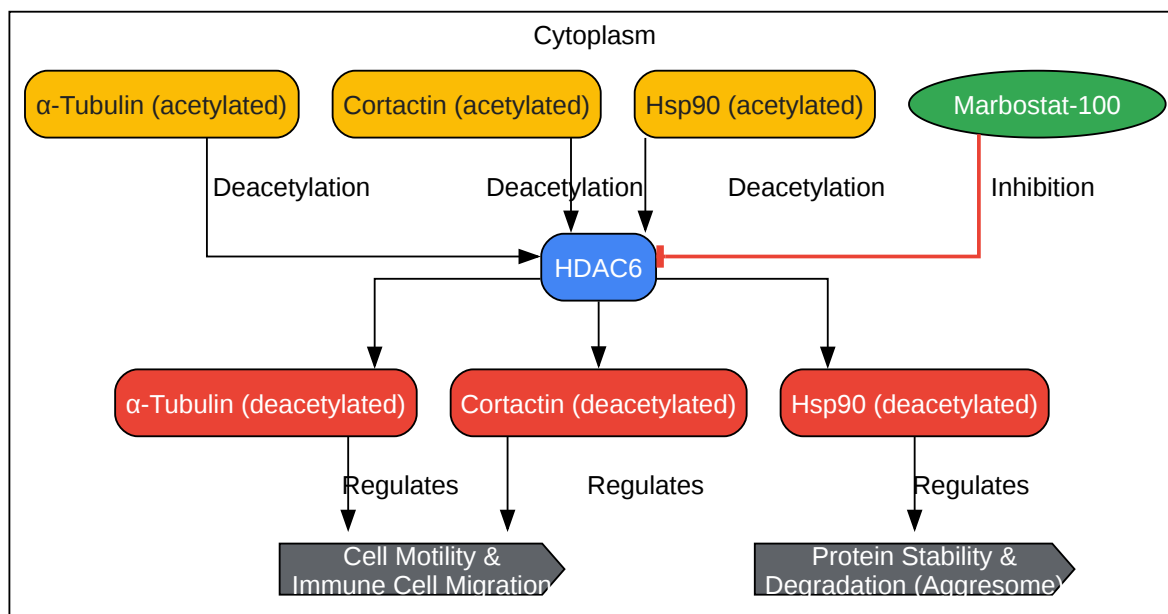 Cytoplasm
α-Tubulin (acetylated)
Cortactin (acetylated)
Hsp90 (acetylated)
Marbostat-100
Deacetylation
Deacetylation
Deacetylation
Inhibition
HDAC6
α-Tubulin (deacetylated)
Cortactin (deacetylated)
Hsp90 (deacetylated)
Regulates
Regulates
Regulates
Cell Motility &
Immune Cell Migration
Protein Stability &
Degradation (Aggresome)